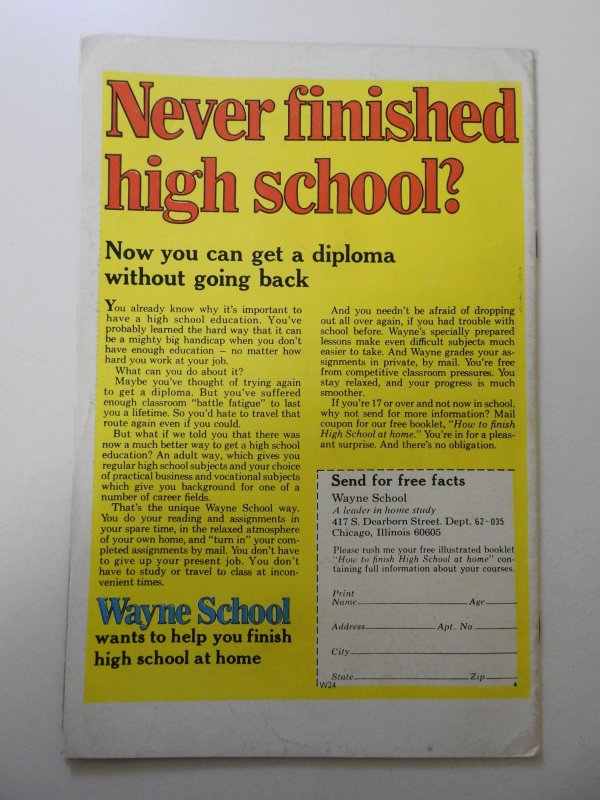 Never finished
high school?
Now you can get a diploma
without going back
You already know why it's important to
have a high school education. You've
probably learned the hard way that it can
be a mighty big handicap when you don't
have enough education – no matter how
hard you work at your job.
What can you do about it?
Maybe you've thought of trying again
to get a diploma. But you've suffered
enough classroom "battle fatigue" to last
you a lifetime. So you'd hate to travel that
route again even if you could.
But what if we told you that there was
now a much better way to get a high school
education? An adult way, which gives you
regular high school subjects and your choice
of practical business and vocational subjects
which give you background for one of a
number of career fields.
That's the unique Wayne School way.
You do your reading and assignments in
your spare time, in the relaxed atmosphere
of your own home, and "turn in" your com-
pleted assignments by mail. You don't have
to give up your present job. You don't
have to study or travel to class at incon-
venient times.
Wayne School
wants to help you finish
high school at home
And you needn't be afraid of dropping
out all over again, if you had trouble with
school before. Wayne's specially prepared
lessons make even difficult subjects much
easier to take. And Wayne grades your as-
signments in private, by mail. You're free
from competitive classroom pressures. You
stay relaxed, and your progress is much
smoother.
If you're 17 or over and not now in school,
why not send for more information? Mail
coupon for our free booklet, "How to finish
High School at home." You're in for a pleas-
ant surprise. And there's no obligation.
Send for free facts
Wayne School
A leader in home study
417 S. Dearborn Street. Dept. 62-035
Chicago, Illinois 60605
Please rush me your free illustrated booklet
"How to finish High School at home" con-
taining full information about your courses.
Print
Name Age
Address Apt. No.
City
State Zip
W24 4